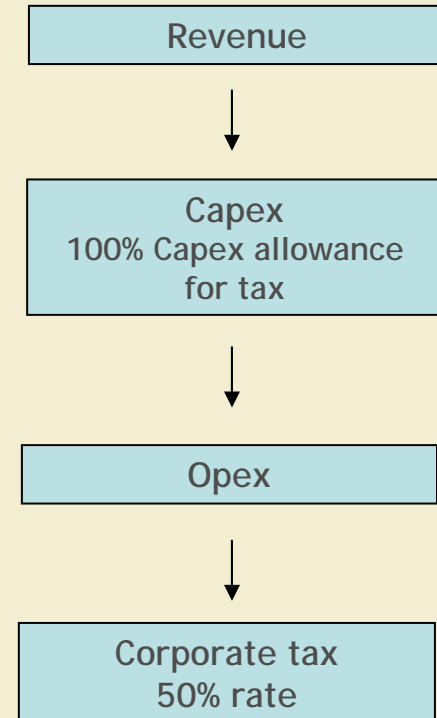 Revenue
Capex
100% Capex allowance
for tax
Opex
Corporate tax
50% rate